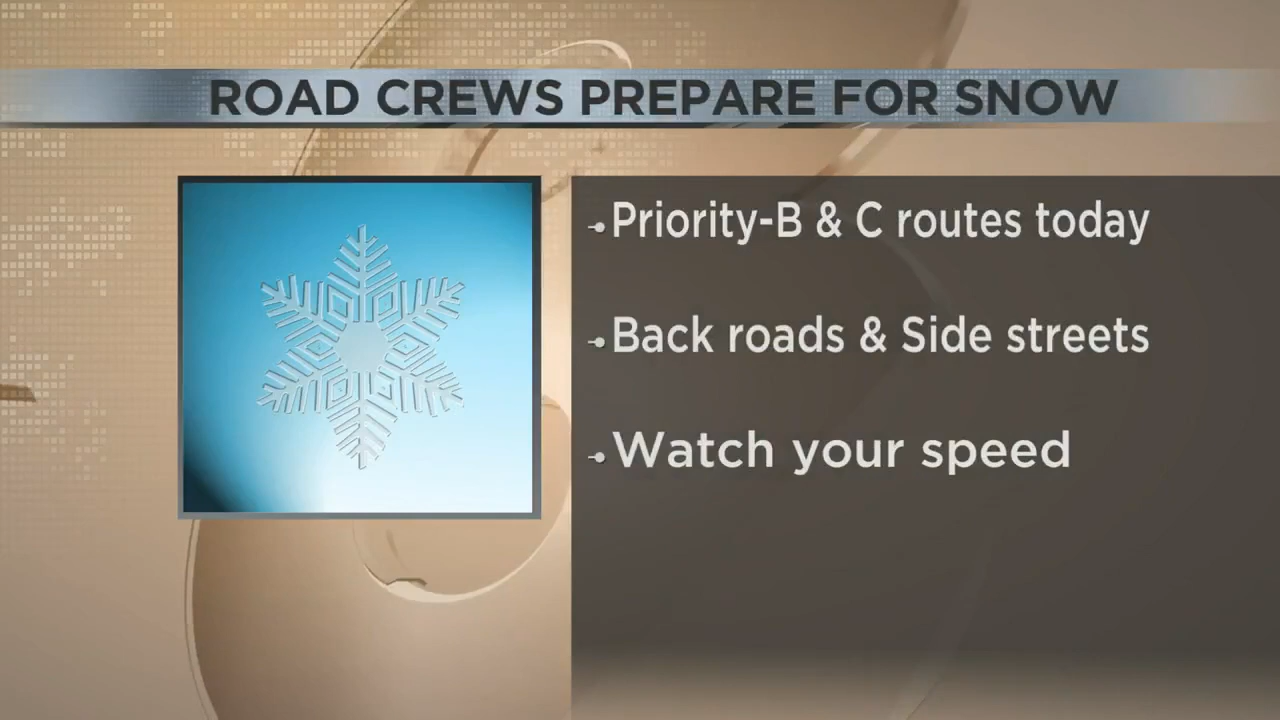 ROAD CREWS PREPARE FOR SNOW
Priority-B & C routes today
Back roads & Side streets
Watch your speed